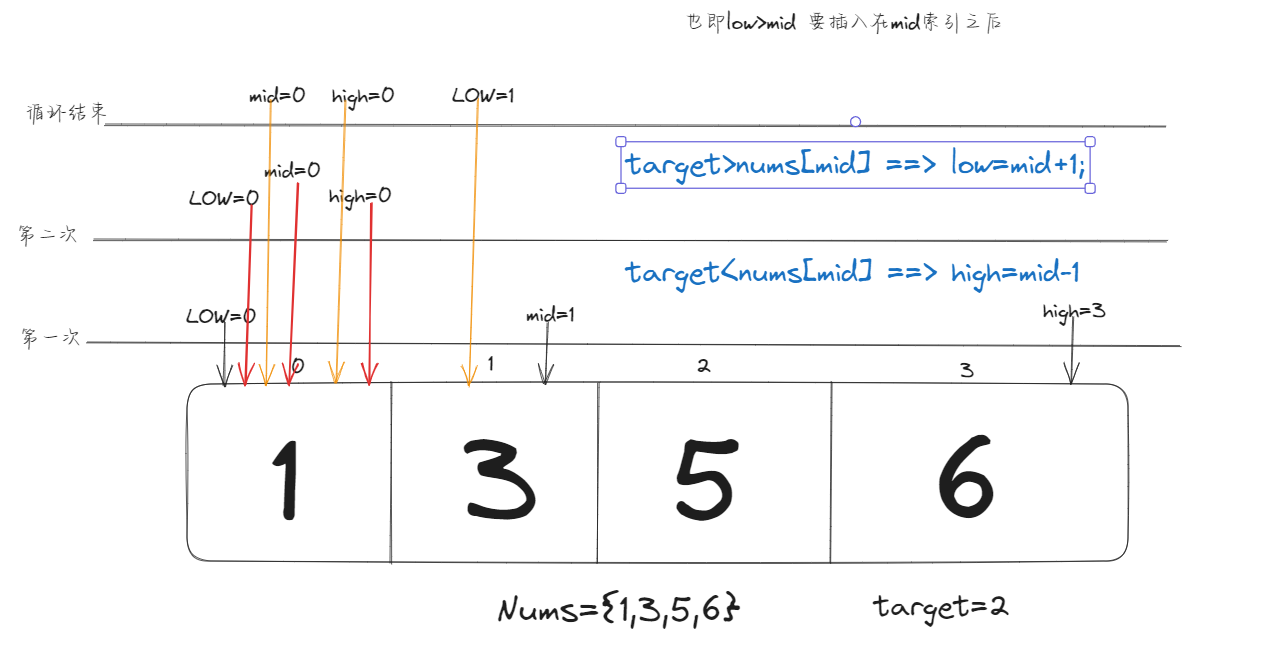 也即low>mid 要插入在mid索引之后
mid=0 high=0 LOW=1
循环结束
target>nums[mid] ==> low=mid+1;
mid=0
LOW=0 high=0
第二次
target<nums[mid] ==> high=mid-1
LOW=0 mid=1 high=3
第一次
0 1 2 3
1 3 5 6
Nums={1,3,5,6} target=2